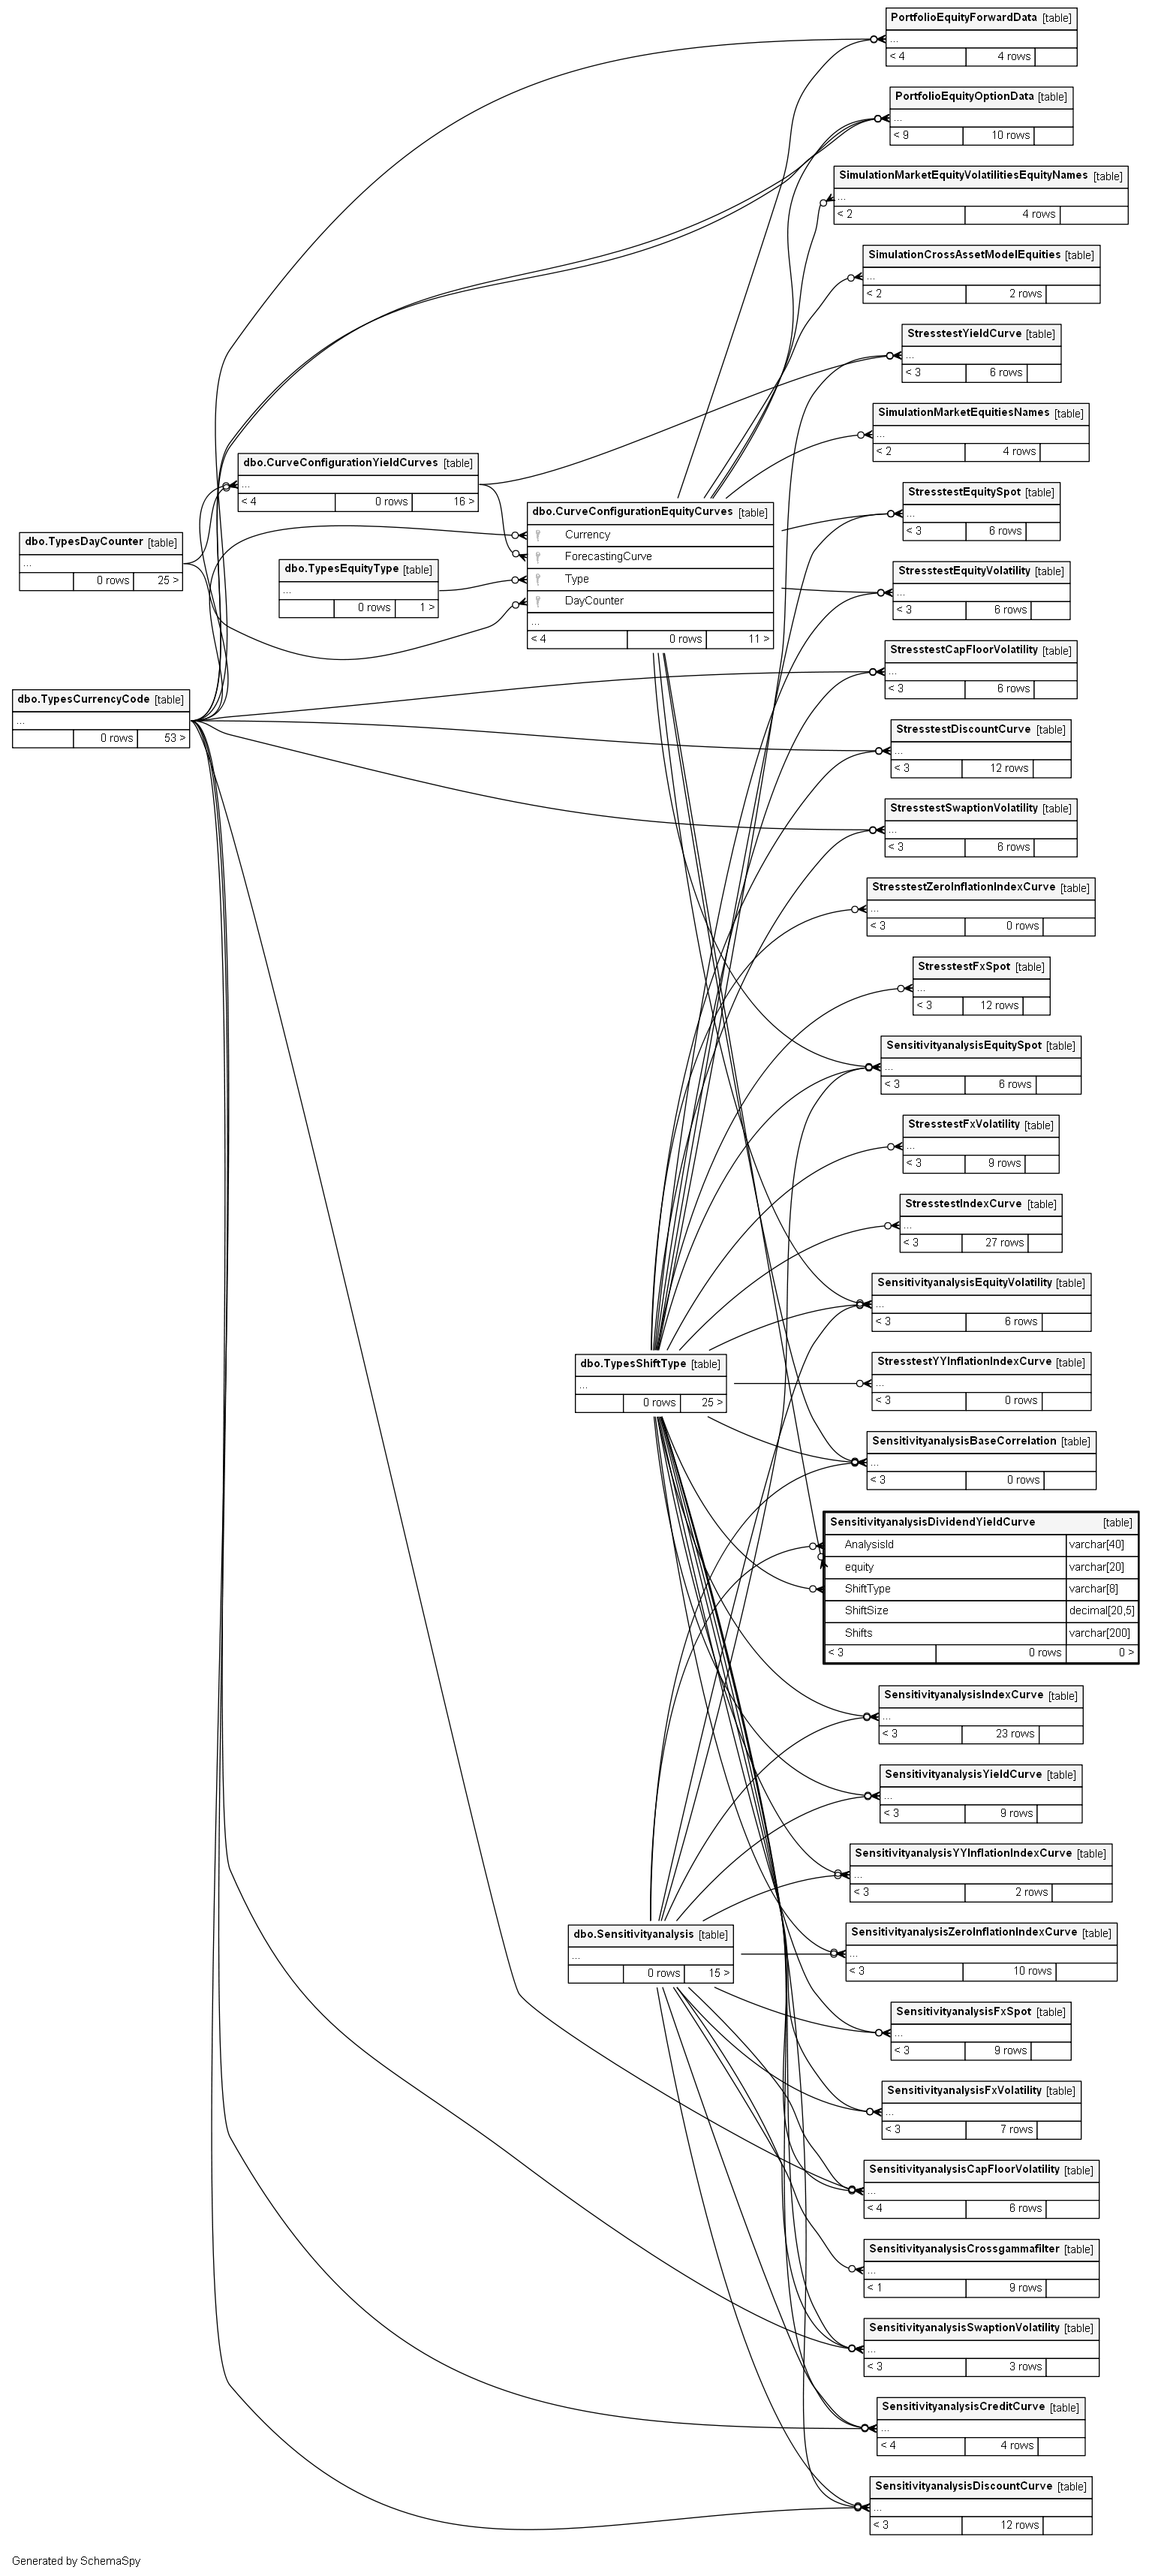 PortfolioEquityForwardData [table]
...
< 4 4 rows
PortfolioEquityOptionData [table]
...
< 9 10 rows
SimulationMarketEquityVolatilitiesEquityNames [table]
...
< 2 4 rows
SimulationCrossAssetModelEquities [table]
...
< 2 2 rows
StresstestYieldCurve [table]
...
< 3 6 rows
SimulationMarketEquitiesNames [table]
...
< 2 4 rows
dbo.CurveConfigurationYieldCurves [table]
...
< 4 0 rows 16 >
StresstestEquitySpot [table]
...
< 3 6 rows
dbo.CurveConfigurationEquityCurves [table]
Currency
ForecastingCurve
Type
DayCounter
...
< 4 0 rows 11 >
dbo.TypesDayCounter [table]
...
0 rows 25 >
dbo.TypesEquityType [table]
...
0 rows 1 >
StresstestEquityVolatility [table]
...
< 3 6 rows
StresstestCapFloorVolatility [table]
...
< 3 6 rows
dbo.TypesCurrencyCode [table]
...
0 rows 53 >
StresstestDiscountCurve [table]
...
< 3 12 rows
StresstestSwaptionVolatility [table]
...
< 3 6 rows
StresstestZeroInflationIndexCurve [table]
...
< 3 0 rows
StresstestFxSpot [table]
...
< 3 12 rows
SensitivityanalysisEquitySpot [table]
...
< 3 6 rows
StresstestFxVolatility [table]
...
< 3 9 rows
StresstestIndexCurve [table]
...
< 3 27 rows
SensitivityanalysisEquityVolatility [table]
...
< 3 6 rows
dbo.TypesShiftType [table]
...
0 rows 25 >
StresstestYYInflationIndexCurve [table]
...
< 3 0 rows
SensitivityanalysisBaseCorrelation [table]
...
< 3 0 rows
SensitivityanalysisDividendYieldCurve [table]
AnalysisId varchar[40]
equity varchar[20]
ShiftType varchar[8]
ShiftSize decimal[20,5]
Shifts varchar[200]
< 3 0 rows 0 >
SensitivityanalysisIndexCurve [table]
...
< 3 23 rows
SensitivityanalysisYieldCurve [table]
...
< 3 9 rows
SensitivityanalysisYYInflationIndexCurve [table]
...
< 3 2 rows
dbo.Sensitivityanalysis [table]
...
0 rows 15 >
SensitivityanalysisZeroInflationIndexCurve [table]
...
< 3 10 rows
SensitivityanalysisFxSpot [table]
...
< 3 9 rows
SensitivityanalysisFxVolatility [table]
...
< 3 7 rows
SensitivityanalysisCapFloorVolatility [table]
...
< 4 6 rows
SensitivityanalysisCrossgammafilter [table]
...
< 1 9 rows
SensitivityanalysisSwaptionVolatility [table]
...
< 3 3 rows
SensitivityanalysisCreditCurve [table]
...
< 4 4 rows
SensitivityanalysisDiscountCurve [table]
...
< 3 12 rows
Generated by SchemaSpy